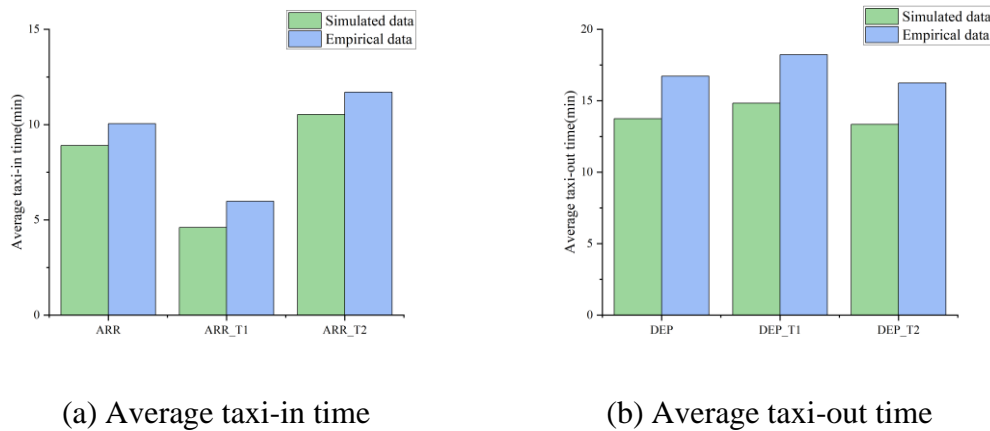 Simulated data
Empirical data
15
10
5
0
Average taxi-in time(min)
ARR
ARR_T1
ARR_T2
(a) Average taxi-in time
Simulated data
Empirical data
20
15
10
5
0
Average taxi-out time(min)
DEP
DEP_T1
DEP_T2
(b) Average taxi-out time